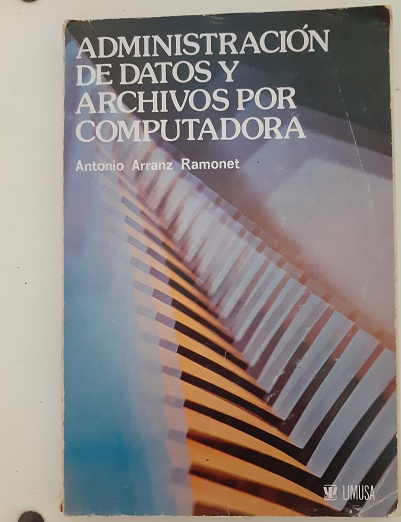 ADMINISTRACIÓN
DE DATOS Y
ARCHIVOS POR
COMPUTADORA
Antonio Arranz Ramonet
LIMUSA